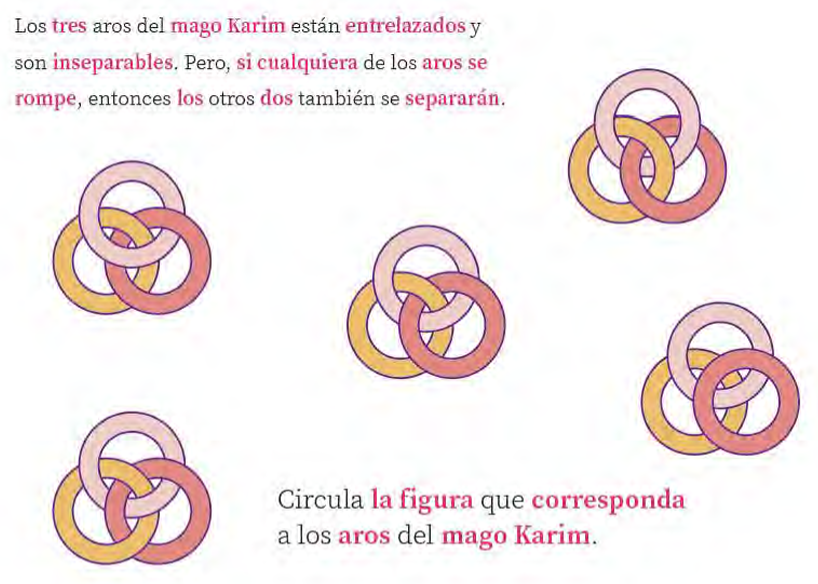 Los tres aros del mago Karim están entrelazados y
son inseparables. Pero, si cualquiera de los aros se
rompe, entonces los otros dos también se separarán.
Circula la figura que corresponda
a los aros del mago Karim.